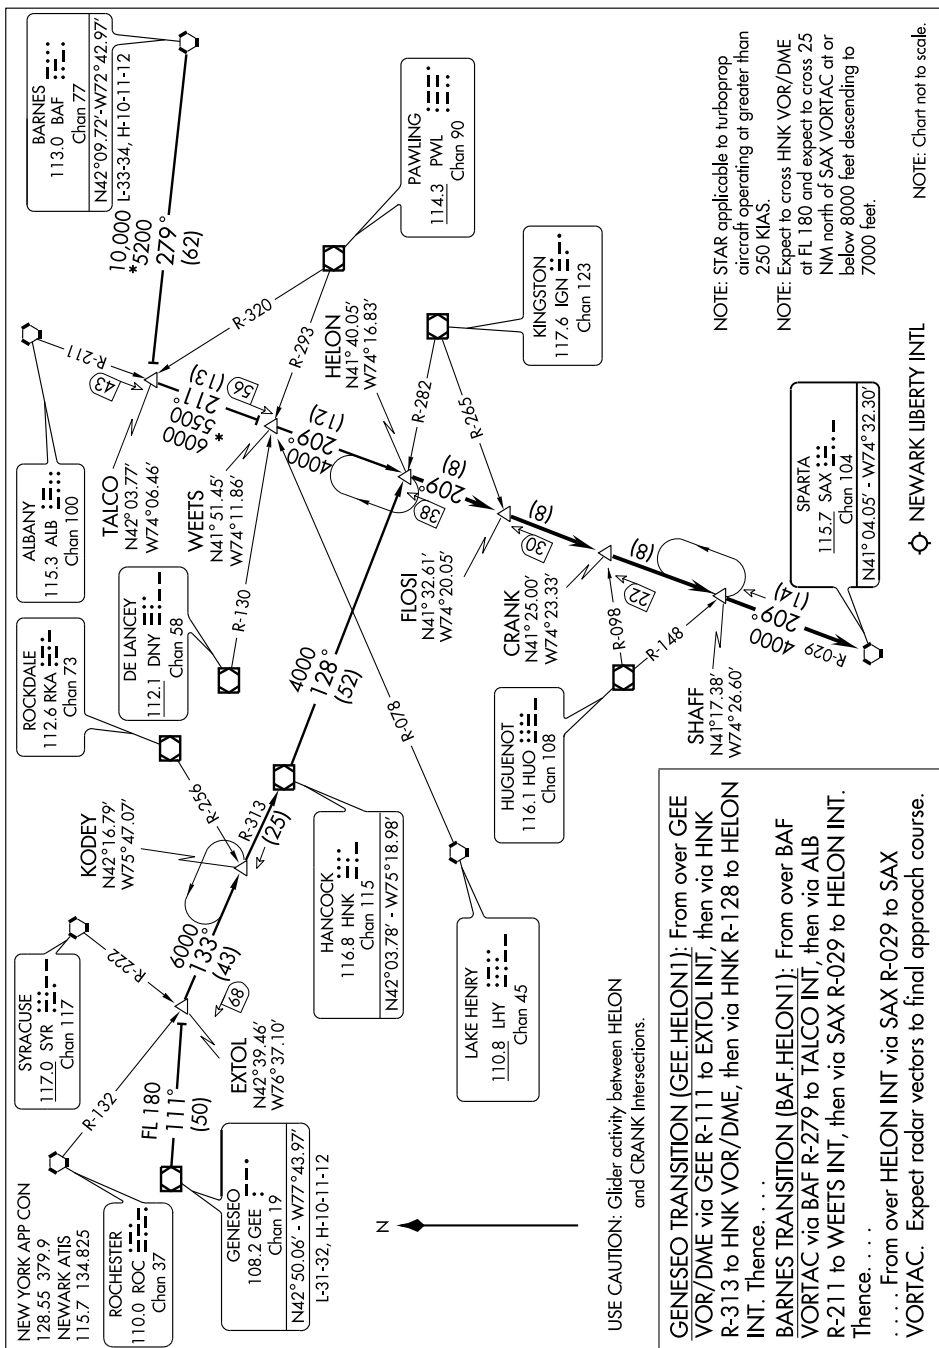 NEW YORK APP CON
128.55 379.9
NEWARK ATIS
115.7 134.825
ROCHESTER
110.0 ROC
Chan 37
SYRACUSE
117.0 SYR
Chan 117
ROCKDALE
112.6 RKA
Chan 73
ALBANY
115.3 ALB
Chan 100
BARNES
113.0 BAF
Chan 77
N42°09.72'-W72°42.97'
L-33-34, H-10-11-12
GENESEO
108.2 GEE
Chan 19
N42°50.06' - W77°43.97'
L-31-32, H-10-11-12
R-132
R-222
FL 180
111°
(50)
EXTOL
N42°39.46'
W76°37.10'
68
6000
133°
(43)
KODEY
N42°16.79'
W75°47.07'
R-256
R-313
(25)
HANCOCK
116.8 HNK
Chan 115
N42°03.78' - W75°18.98'
DE LANCEY
112.1 DNY
Chan 58
R-130
4000
128°
(52)
TALCO
N42°03.77'
W74°06.46'
R-211
43
10,000
*5200
279°
(62)
R-320
6000
*5500
211°
(13)
56
WEETS
N41°51.45'
W74°11.86'
R-293
PAWLING
114.3 PWL
Chan 90
4000
209°
(12)
HELON
N41°40.05'
W74°16.83'
R-282
38
209°
(8)
R-265
KINGSTON
117.6 IGN
Chan 123
FLOSI
N41°32.61'
W74°20.05'
30
(8)
CRANK
N41°25.00'
W74°23.33'
22
(8)
R-098
R-148
HUGUENOT
116.1 HUO
Chan 108
R-078
LAKE HENRY
110.8 LHY
Chan 45
SHAFF
N41°17.38'
W74°26.60'
4000
209°
(14)
R-029
SPARTA
115.7 SAX
Chan 104
N41°04.05' - W74°32.30'
NEWARK LIBERTY INTL
N
USE CAUTION: Glider activity between HELON
and CRANK Intersections.
NOTE: STAR applicable to turboprop
aircraft operating at greater than
250 KIAS.
NOTE: Expect to cross HNK VOR/DME
at FL 180 and expect to cross 25
NM north of SAX VORTAC at or
below 8000 feet descending to
7000 feet.
NOTE: Chart not to scale.
GENESEO TRANSITION (GEE.HELON1): From over GEE
VOR/DME via GEE R-111 to EXTOL INT, then via HNK
R-313 to HNK VOR/DME, then via HNK R-128 to HELON
INT. Thence. . . . .
BARNES TRANSITION (BAF.HELON1): From over BAF
VORTAC via BAF R-279 to TALCO INT, then via ALB
R-211 to WEETS INT, then via SAX R-029 to HELON INT.
Thence. . . . .
. . . . . From over HELON INT via SAX R-029 to SAX
VORTAC. Expect radar vectors to final approach course.